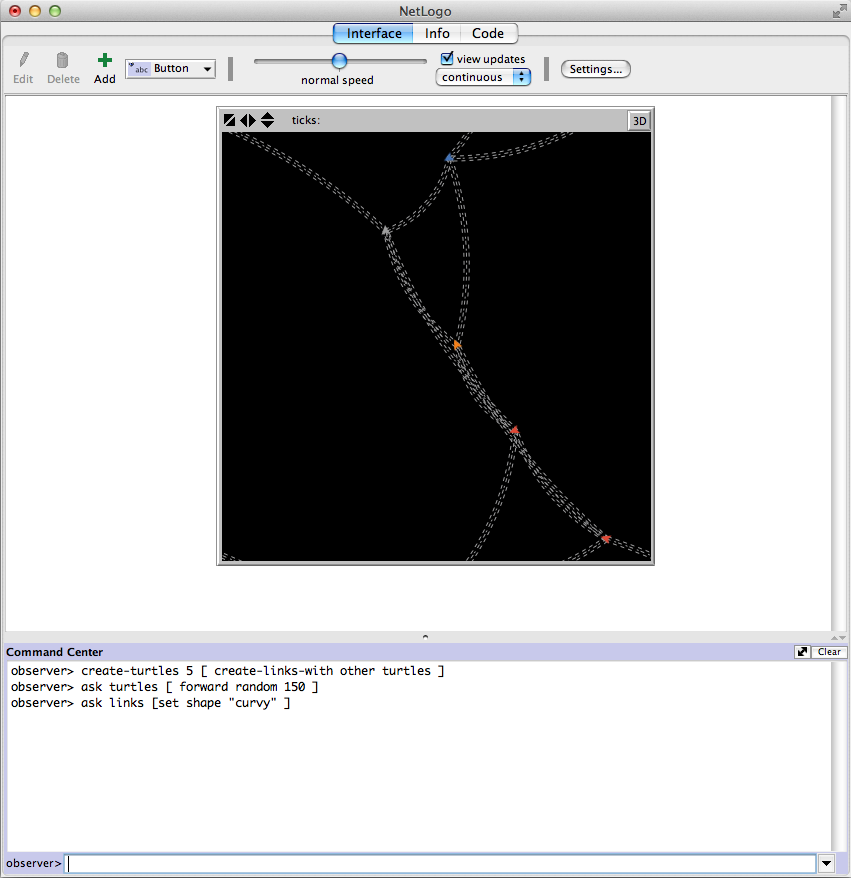 NetLogo
Interface Info Code
Edit Delete Add abc Button normal speed view updates continuous Settings...
ticks: 3D
Command Center Clear
observer> create-turtles 5 [ create-links-with other turtles ]
observer> ask turtles [ forward random 150 ]
observer> ask links [set shape "curvy" ]
observer>